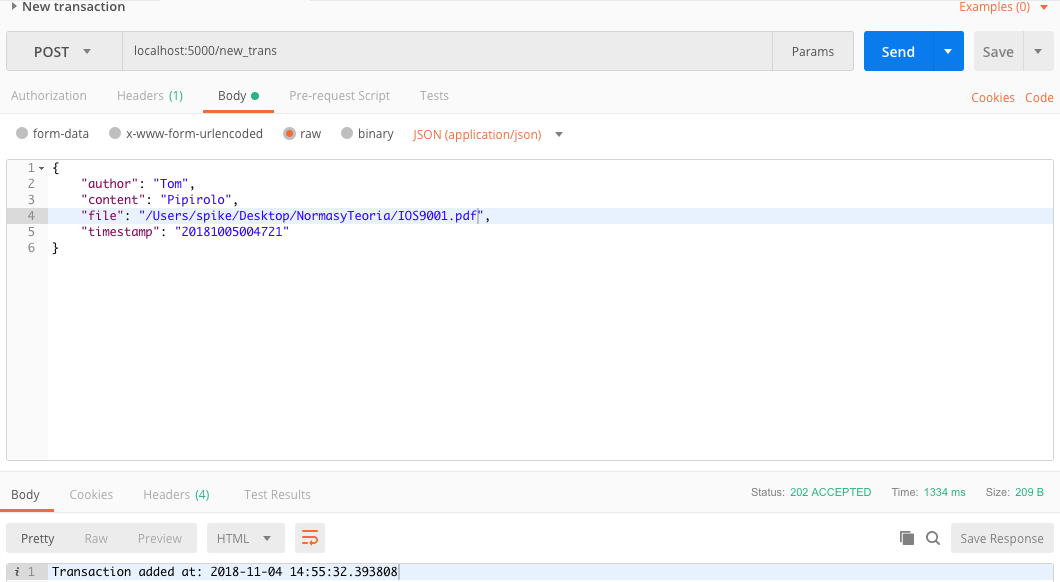 New transaction Examples (0)
POST localhost:5000/new_trans Params Send Save
Authorization Headers (1) Body Pre-request Script Tests Cookies Code
form-data x-www-form-urlencoded raw binary JSON (application/json)
1 {
2 "author": "Tom",
3 "content": "Pipirolo",
4 "file": "/Users/spike/Desktop/NormasyTeoria/IOS9001.pdf",
5 "timestamp": "20181005004721"
6 }
Body Cookies Headers (4) Test Results Status: 202 ACCEPTED Time: 1334 ms Size: 209 B
Pretty Raw Preview HTML Save Response
i 1 Transaction added at: 2018-11-04 14:55:32.393808